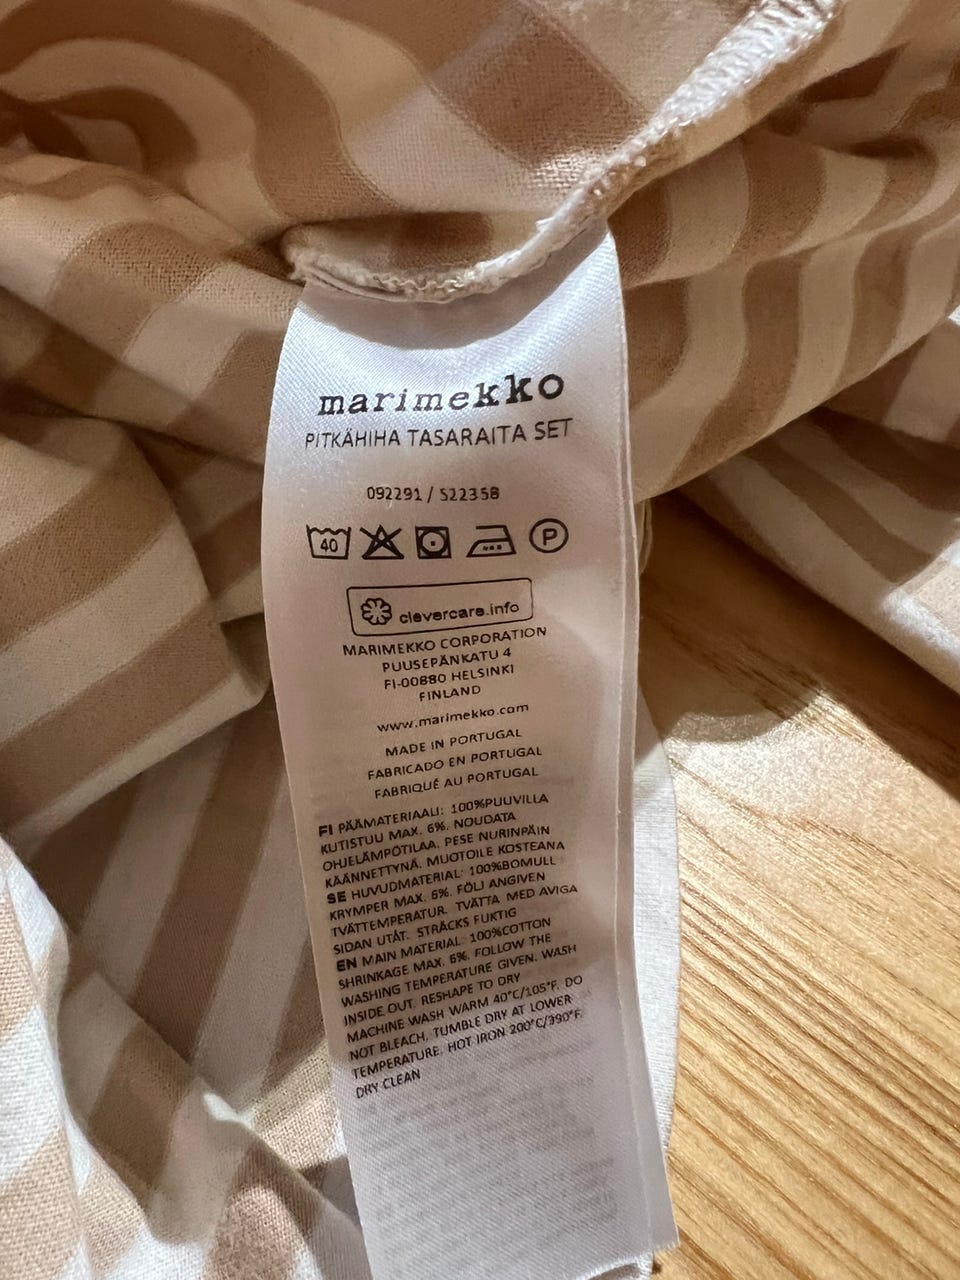 marimekko
PITKÄHIHA TASARAITA SET
092291 / S22358
40 P
clevercare.info
MARIMEKKO CORPORATION
PUUSEPÄNKATU 4
FI-00880 HELSINKI
FINLAND
www.marimekko.com
MADE IN PORTUGAL
FABRICADO EN PORTUGAL
FABRIQUÉ AU PORTUGAL
FI PÄÄMATERIAALI: 100%PUUVILLA
KUTISTUU MAX. 6%. NOUDATA
OHJELÄMPÖTILAA. PESE NURINPÄIN
KÄÄNNETTYNÄ. MUOTOILE KOSTEANA
SE HUVUDMATERIAL: 100%BOMULL
KRYMPER MAX. 6%. FÖLJ ANGIVEN
TVÄTTEMPERATUR. TVÄTTA MED AVIGA
SIDAN UTÅT. STRÄCKS FUKTIG
EN MAIN MATERIAL: 100%COTTON
SHRINKAGE MAX. 6%. FOLLOW THE
WASHING TEMPERATURE GIVEN. WASH
INSIDE OUT. RESHAPE TO DRY
MACHINE WASH WARM 40°C/105°F. DO
NOT BLEACH. TUMBLE DRY AT LOWER
TEMPERATURE. HOT IRON 200°C/390°F.
DRY CLEAN